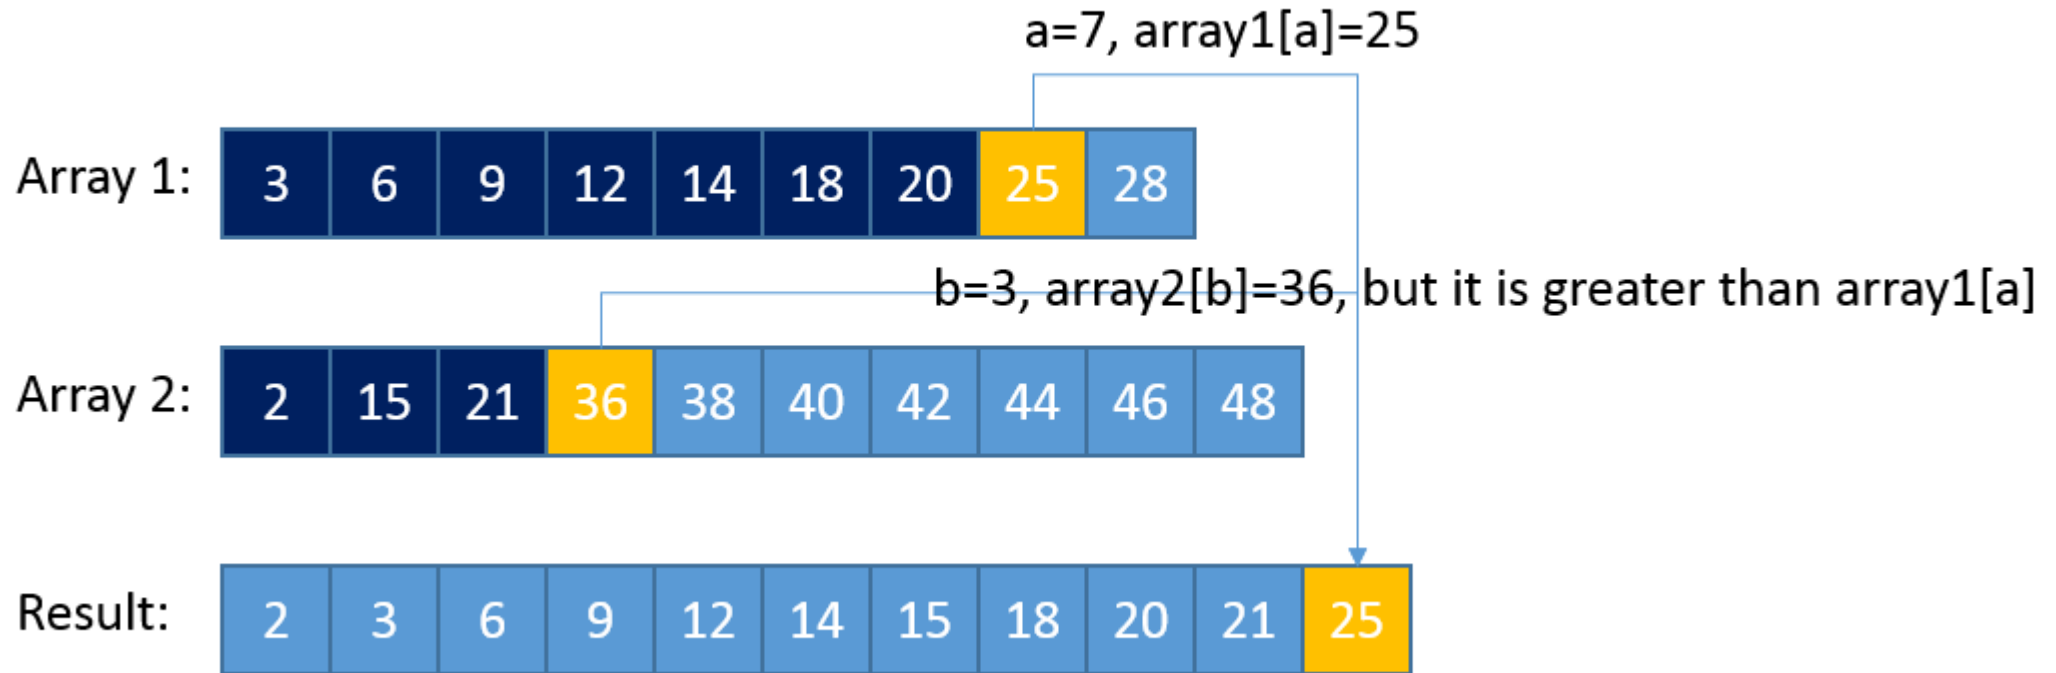 a=7, array1[a]=25
Array 1: 3 6 9 12 14 18 20 25 28
b=3, array2[b]=36, but it is greater than array1[a]
Array 2: 2 15 21 36 38 40 42 44 46 48
Result: 2 3 6 9 12 14 15 18 20 21 25